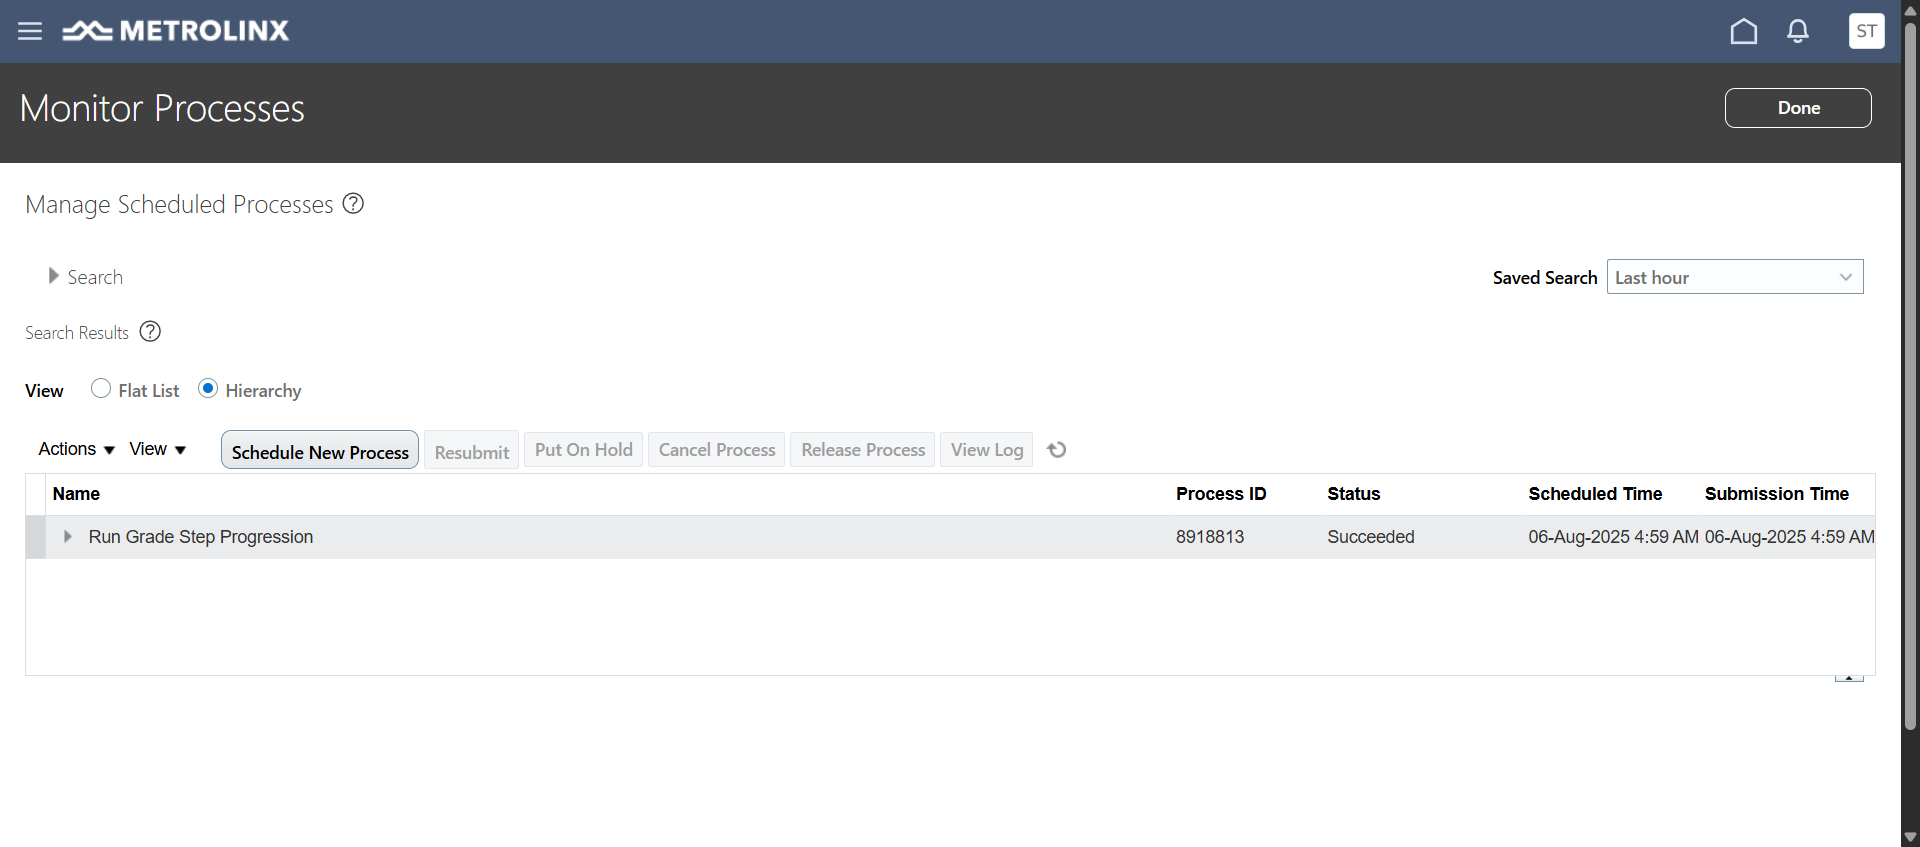 METROLINX
ST
Monitor Processes
Done
Manage Scheduled Processes ?
Search
Saved Search Last hour
Search Results ?
View Flat List Hierarchy
Actions View Schedule New Process Resubmit Put On Hold Cancel Process Release Process View Log
Name Process ID Status Scheduled Time Submission Time
Run Grade Step Progression 8918813 Succeeded 06-Aug-2025 4:59 AM 06-Aug-2025 4:59 AM